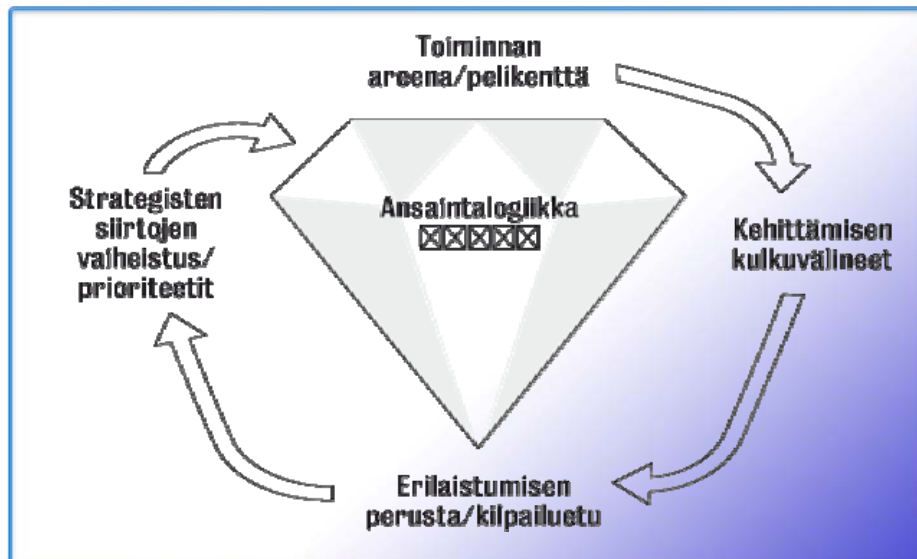 Toiminnan
areena/pelikenttä
Ansaintalogiikka
Strategisten
siirtojen
vaiheistus/
prioriteetit
Kehittämisen
kulkuvälineet
Erilaistumisen
perusta/kilpailuetu